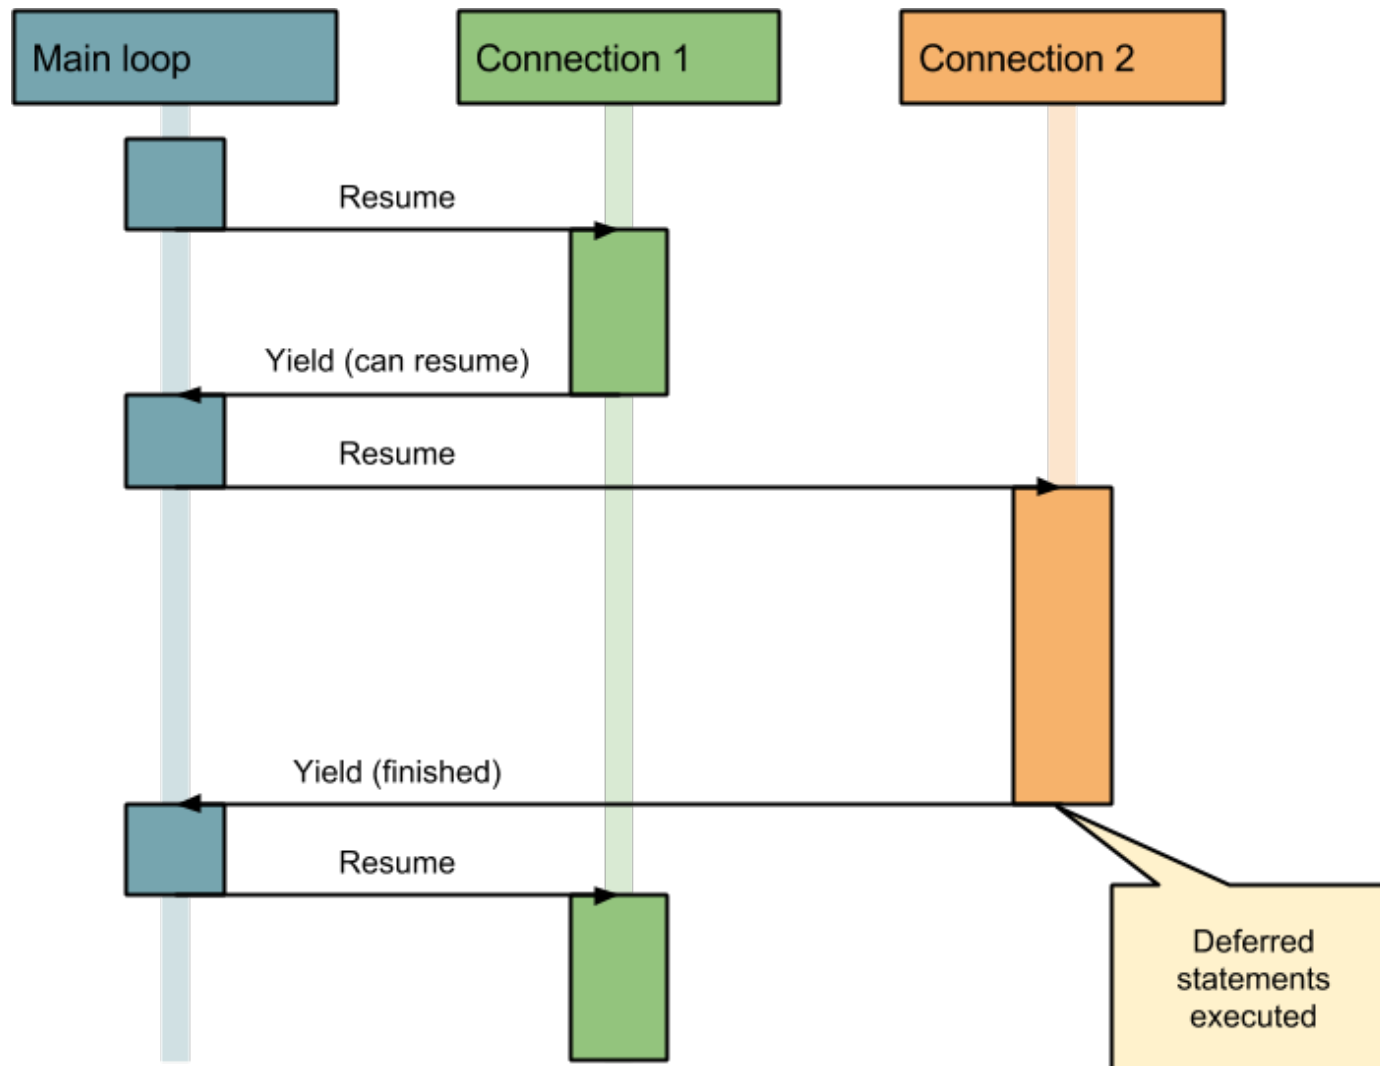 Main loop
Connection 1
Connection 2
Resume
Yield (can resume)
Resume
Yield (finished)
Resume
Deferred
statements
executed